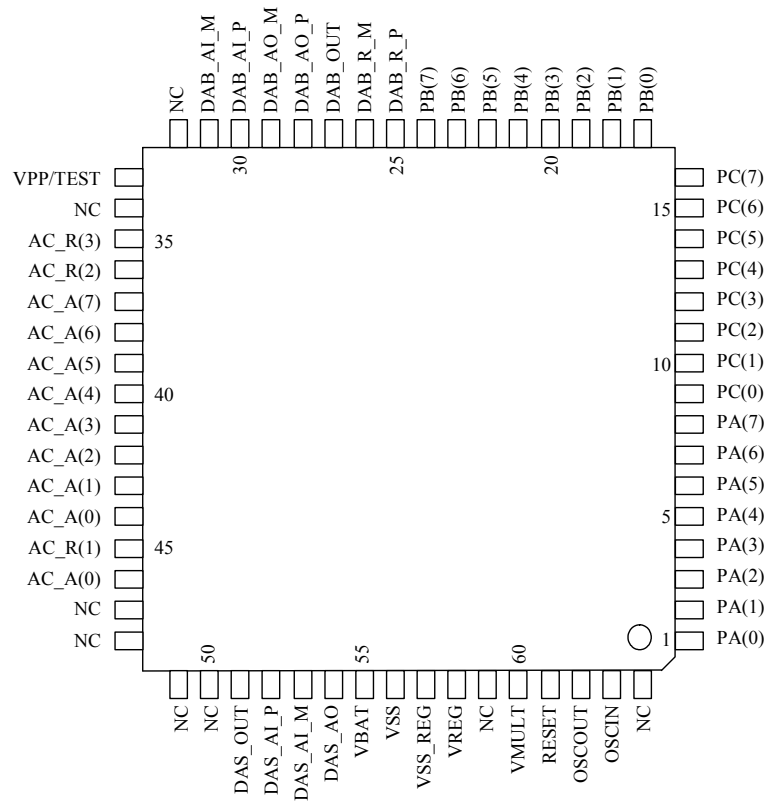 NC
DAB_AI_M
DAB_AI_P
DAB_AO_M
DAB_AO_P
DAB_OUT
DAB_R_M
DAB_R_P
PB(7)
PB(6)
PB(5)
PB(4)
PB(3)
PB(2)
PB(1)
PB(0)
30
25
20
VPP/TEST
NC
AC_R(3)
AC_R(2)
AC_A(7)
AC_A(6)
AC_A(5)
AC_A(4)
AC_A(3)
AC_A(2)
AC_A(1)
AC_A(0)
AC_R(1)
AC_A(0)
NC
NC
35
40
45
15
10
5
1
PC(7)
PC(6)
PC(5)
PC(4)
PC(3)
PC(2)
PC(1)
PC(0)
PA(7)
PA(6)
PA(5)
PA(4)
PA(3)
PA(2)
PA(1)
PA(0)
50
55
60
NC
NC
DAS_OUT
DAS_AI_P
DAS_AI_M
DAS_AO
VBAT
VSS
VSS_REG
VREG
NC
VMULT
RESET
OSCOUT
OSCIN
NC